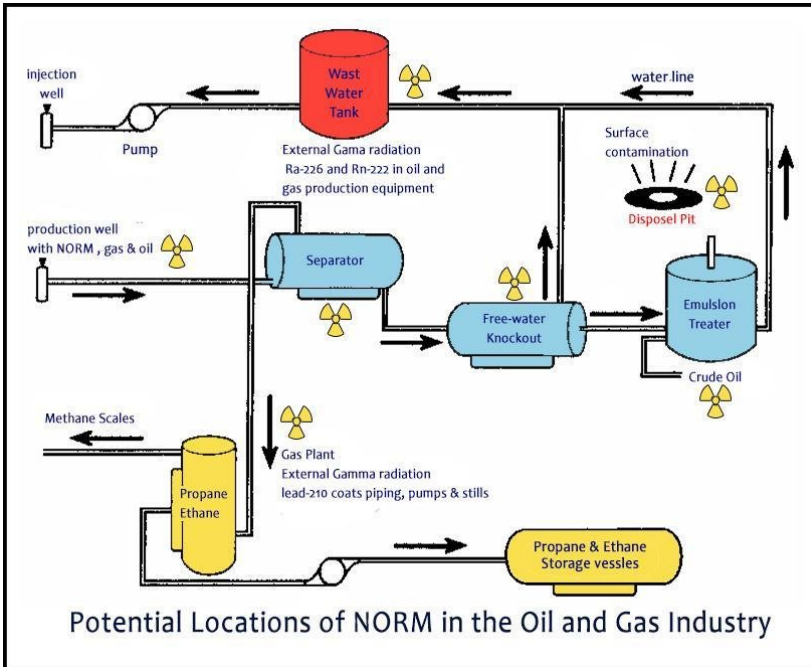 injection
well
Pump
Wast
Water
Tank
water line
External Gama radiation
Ra-226 and Rn-222 in oil and
gas production equipment
Surface
contamination
Disposel Pit
production well
with NORM , gas & oil
Separator
Free-water
Knockout
Emulslon
Treater
Crude Oil
Methane Scales
Gas Plant
External Gamma radiation
lead-210 coats piping, pumps & stills
Propane
Ethane
Propane & Ethane
Storage vessles
Potential Locations of NORM in the Oil and Gas Industry